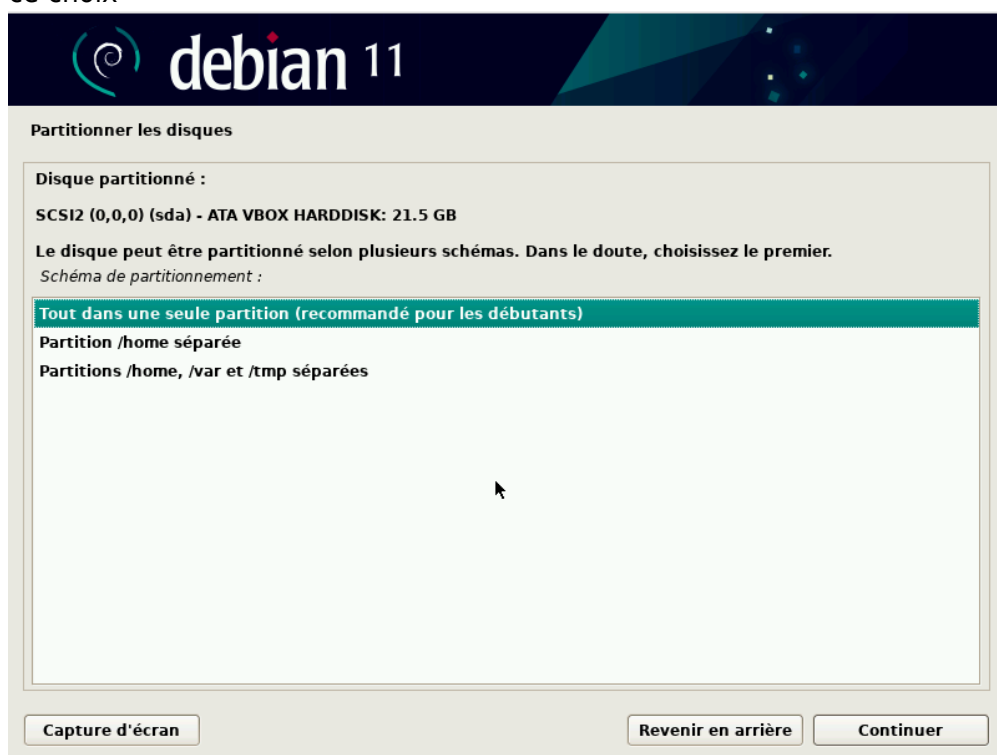 ce choix
debian 11
Partitionner les disques
Disque partitionné :
SCSI2 (0,0,0) (sda) - ATA VBOX HARDDISK: 21.5 GB
Le disque peut être partitionné selon plusieurs schémas. Dans le doute, choisissez le premier.
Schéma de partitionnement :
Tout dans une seule partition (recommandé pour les débutants)
Partition /home séparée
Partitions /home, /var et /tmp séparées
Capture d'écran
Revenir en arrière
Continuer